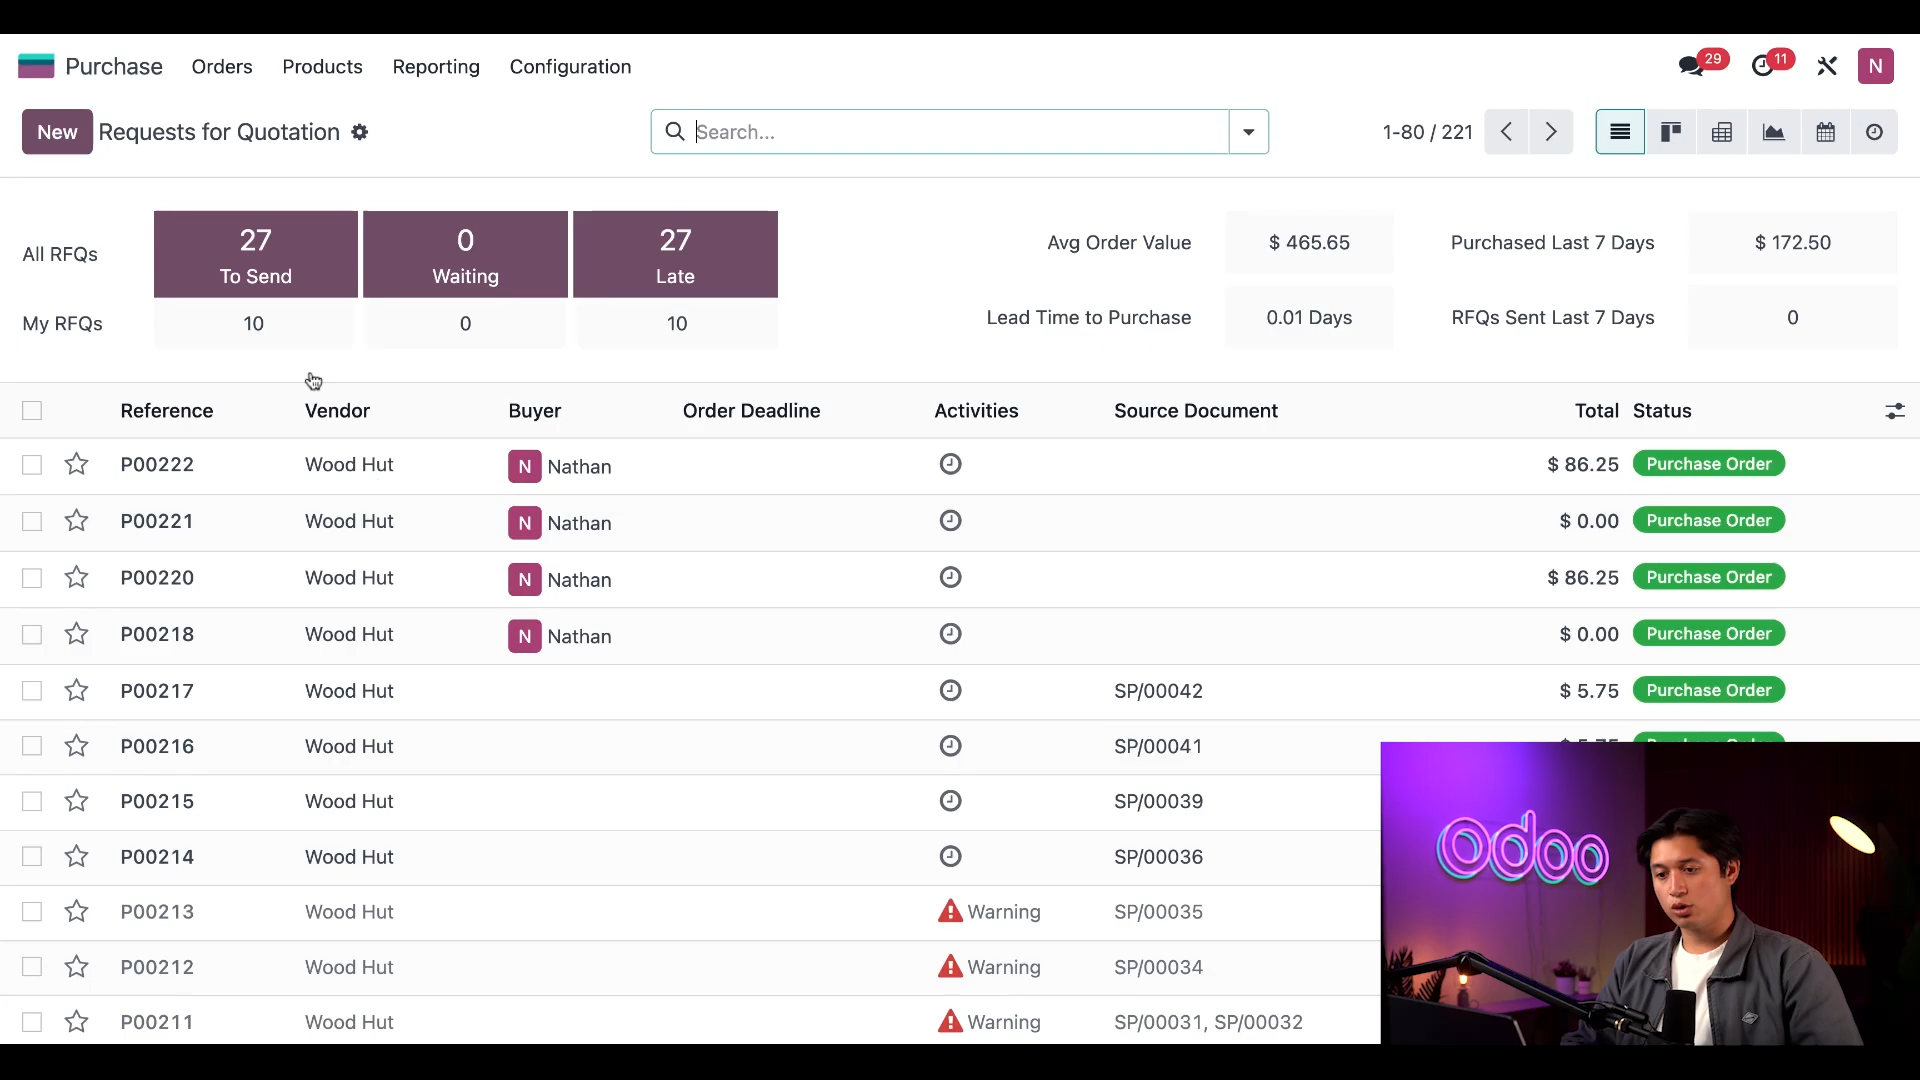 Purchase Orders Products Reporting Configuration 29 11 N
New Requests for Quotation Search... 1-80 / 221
27 0 27
To Send Waiting Late
All RFQs
My RFQs 10 0 10
Avg Order Value $ 465.65 Purchased Last 7 Days $ 172.50
Lead Time to Purchase 0.01 Days RFQs Sent Last 7 Days 0
Reference Vendor Buyer Order Deadline Activities Source Document Total Status
P00222 Wood Hut N Nathan $ 86.25 Purchase Order
P00221 Wood Hut N Nathan $ 0.00 Purchase Order
P00220 Wood Hut N Nathan $ 86.25 Purchase Order
P00218 Wood Hut N Nathan $ 0.00 Purchase Order
P00217 Wood Hut SP/00042 $ 5.75 Purchase Order
P00216 Wood Hut SP/00041
P00215 Wood Hut SP/00039
P00214 Wood Hut SP/00036
P00213 Wood Hut Warning SP/00035
P00212 Wood Hut Warning SP/00034
P00211 Wood Hut Warning SP/00031, SP/00032
odoo